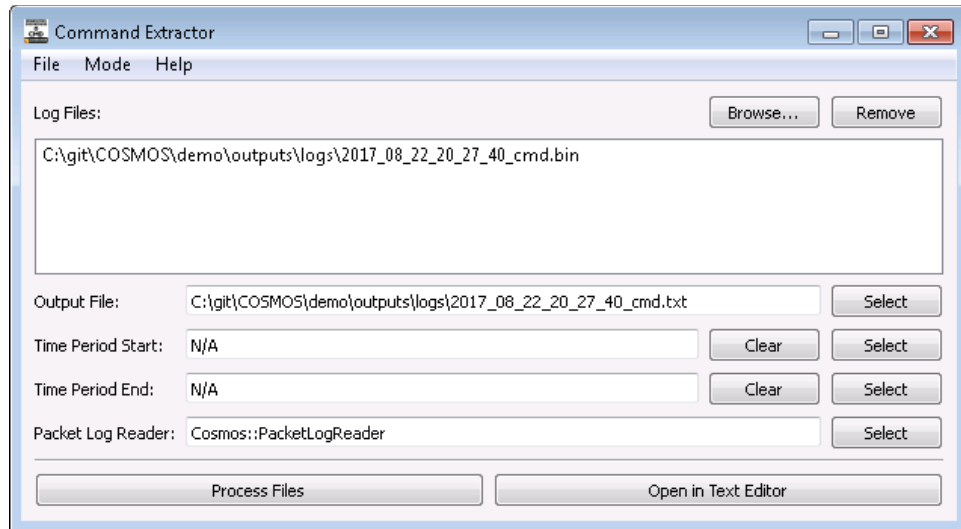 Command Extractor
File Mode Help
Log Files: Browse... Remove
C:\git\COSMOS\demo\outputs\logs\2017_08_22_20_27_40_cmd.bin
Output File: C:\git\COSMOS\demo\outputs\logs\2017_08_22_20_27_40_cmd.txt Select
Time Period Start: N/A Clear Select
Time Period End: N/A Clear Select
Packet Log Reader: Cosmos::PacketLogReader Select
Process Files Open in Text Editor